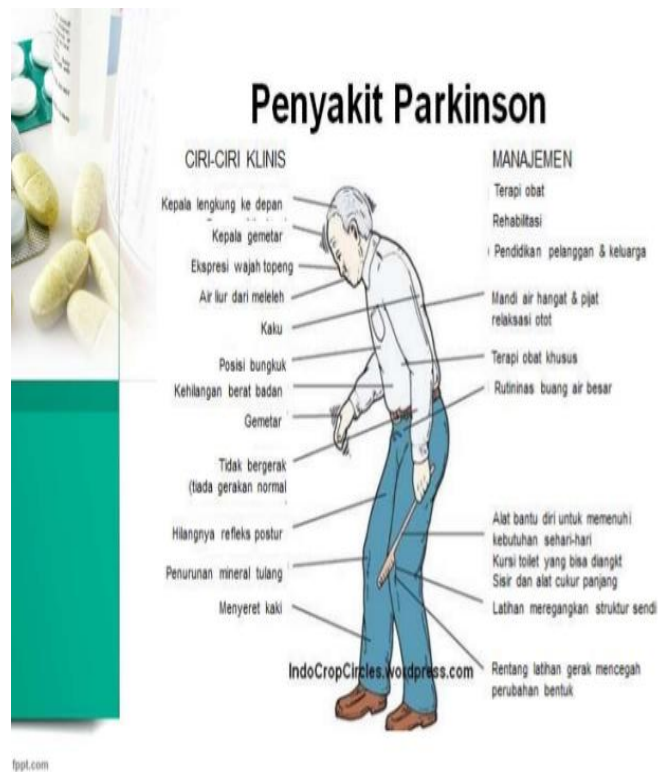 Penyakit Parkinson
CIRI-CIRI KLINIS
Kepala lengkung ke depan
Kepala gemetar
Ekspresi wajah topeng
Air liur dari meleleh
Kaku
Posisi bungkuk
Kehilangan berat badan
Gemetar
Tidak bergerak
(tiada gerakan normal
Hilangnya refleks postur
Penurunan mineral tulang
Menyeret kaki
MANAJEMEN
Terapi obat
Rehabilitasi
Pendidikan pelanggan & keluarga
Mandi air hangat & pijat
relaksasi otot
Terapi obat khusus
Rutininas buang air besar
Alat bantu diri untuk memenuhi
kebutuhan sehari-hari
Kursi toilet yang bisa diangkt
Sisir dan alat cukur panjang
Latihan meregangkan struktur sendi
Rentang latihan gerak mencegah
perubahan bentuk
IndoCropCircles.wordpress.com
fppt.com